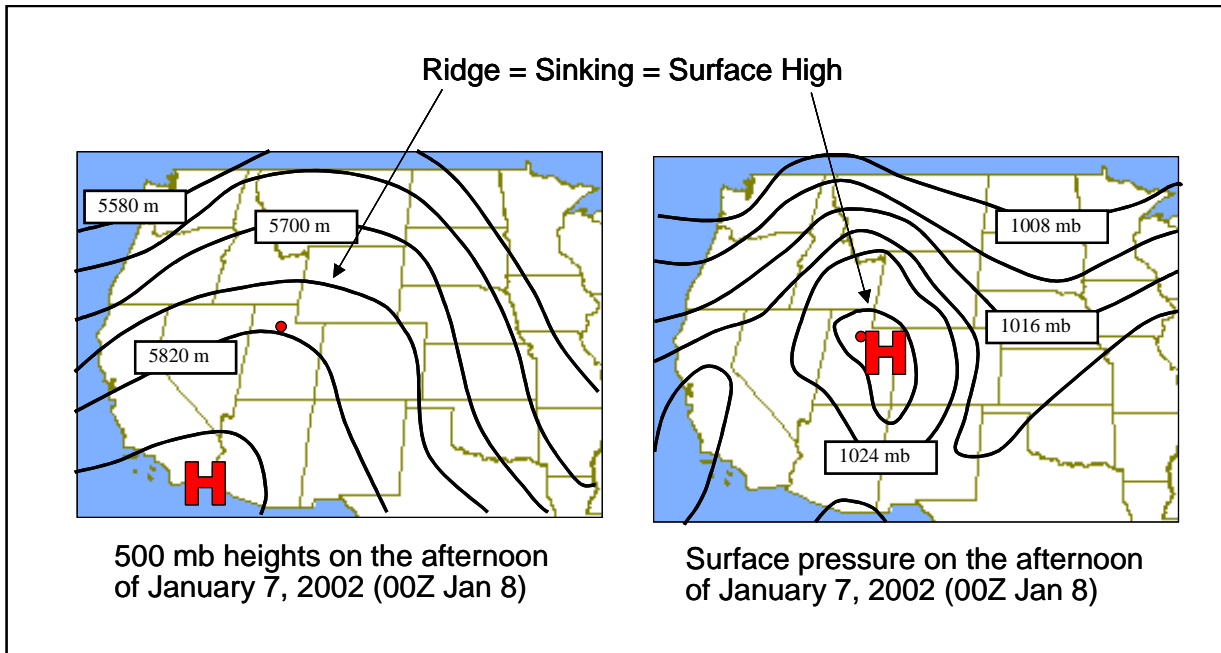 Ridge = Sinking = Surface High
5580 m
5700 m
5820 m
H
1008 mb
1016 mb
H
1024 mb
500 mb heights on the afternoon
of January 7, 2002 (00Z Jan 8)
Surface pressure on the afternoon
of January 7, 2002 (00Z Jan 8)